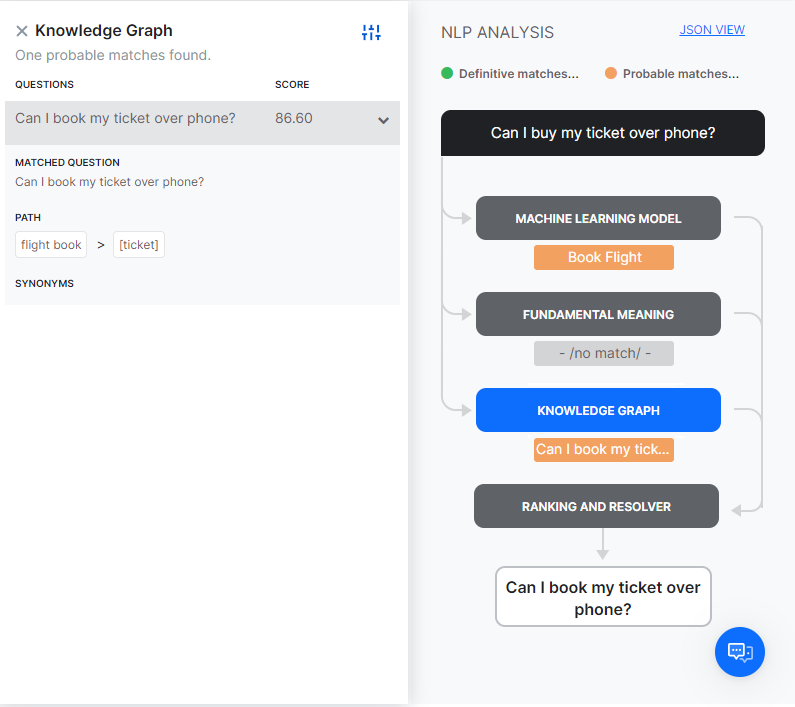 Knowledge Graph
One probable matches found.
QUESTIONS SCORE
Can I book my ticket over phone? 86.60
MATCHED QUESTION
Can I book my ticket over phone?
PATH
flight book > [ticket]
SYNONYMS
NLP ANALYSIS JSON VIEW
Definitive matches... Probable matches...
Can I buy my ticket over phone?
MACHINE LEARNING MODEL
Book Flight
FUNDAMENTAL MEANING
- /no match/ -
KNOWLEDGE GRAPH
Can I book my tick...
RANKING AND RESOLVER
Can I book my ticket over
phone?